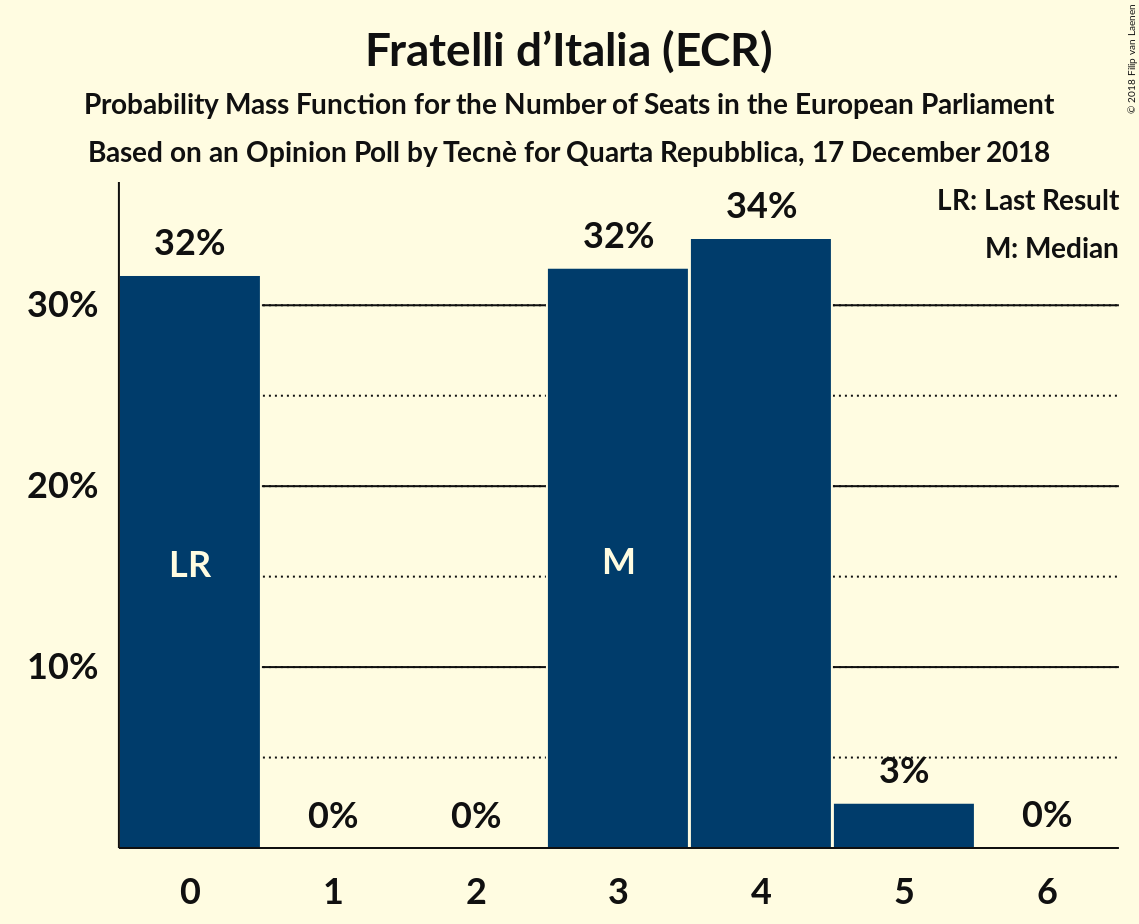 Fratelli d’Italia (ECR)
Probability Mass Function for the Number of Seats in the European Parliament
Based on an Opinion Poll by Tecnè for Quarta Repubblica, 17 December 2018
© 2018 Filip van Laenen
LR: Last Result
M: Median
32%
0%
0%
32%
34%
3%
0%
30%
20%
10%
LR
M
0
1
2
3
4
5
6